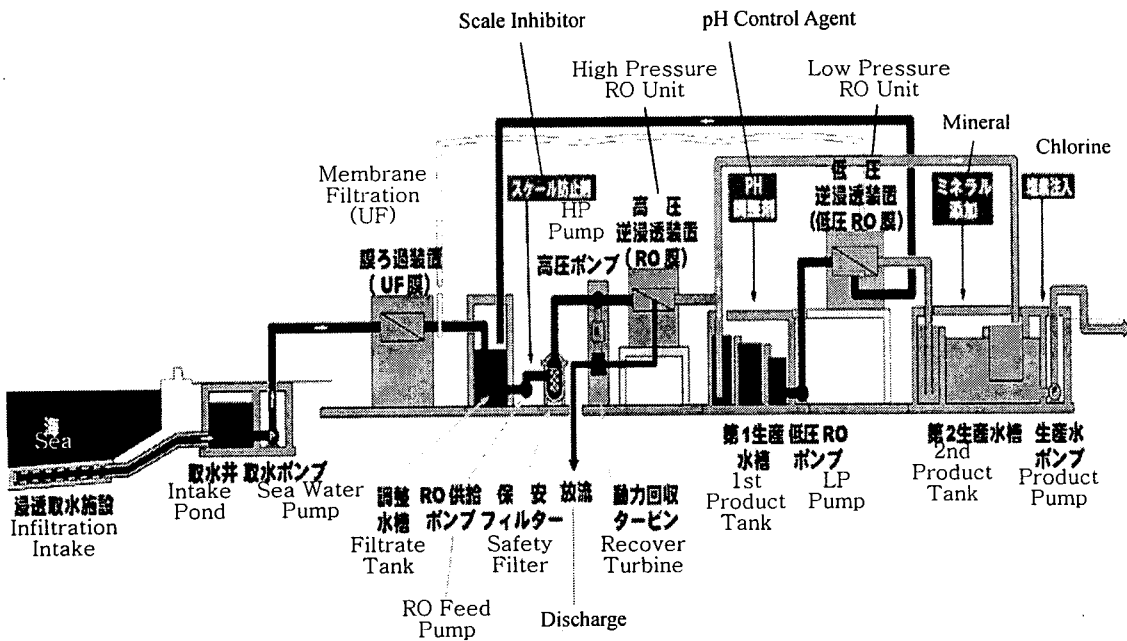 Scale Inhibitor
pH Control Agent
High Pressure
RO Unit
Low Pressure
RO Unit
Mineral
Chlorine
Membrane
Filtration
(UF)
スケール防止剤
HP
Pump
高 圧
逆浸透装置
(RO膜)
PH
調整剤
低 圧
逆浸透装置
(低圧RO膜)
ミネラル
添加
塩素注入
膜ろ過装置
(UF膜)
高圧ポンプ
海
Sea
取水井
Intake
Pond
取水ポンプ
Sea Water
Pump
浸透取水施設
Infiltration
Intake
調整
水槽
Filtrate
Tank
RO供給
ポンプ
RO Feed
Pump
保 安
フィルター
Safety
Filter
放流
Discharge
動力回収
タービン
Recover
Turbine
第1生産
水槽
1st
Product
Tank
低圧RO
ポンプ
LP
Pump
第2生産水槽
2nd
Product
Tank
生産水
ポンプ
Product
Pump